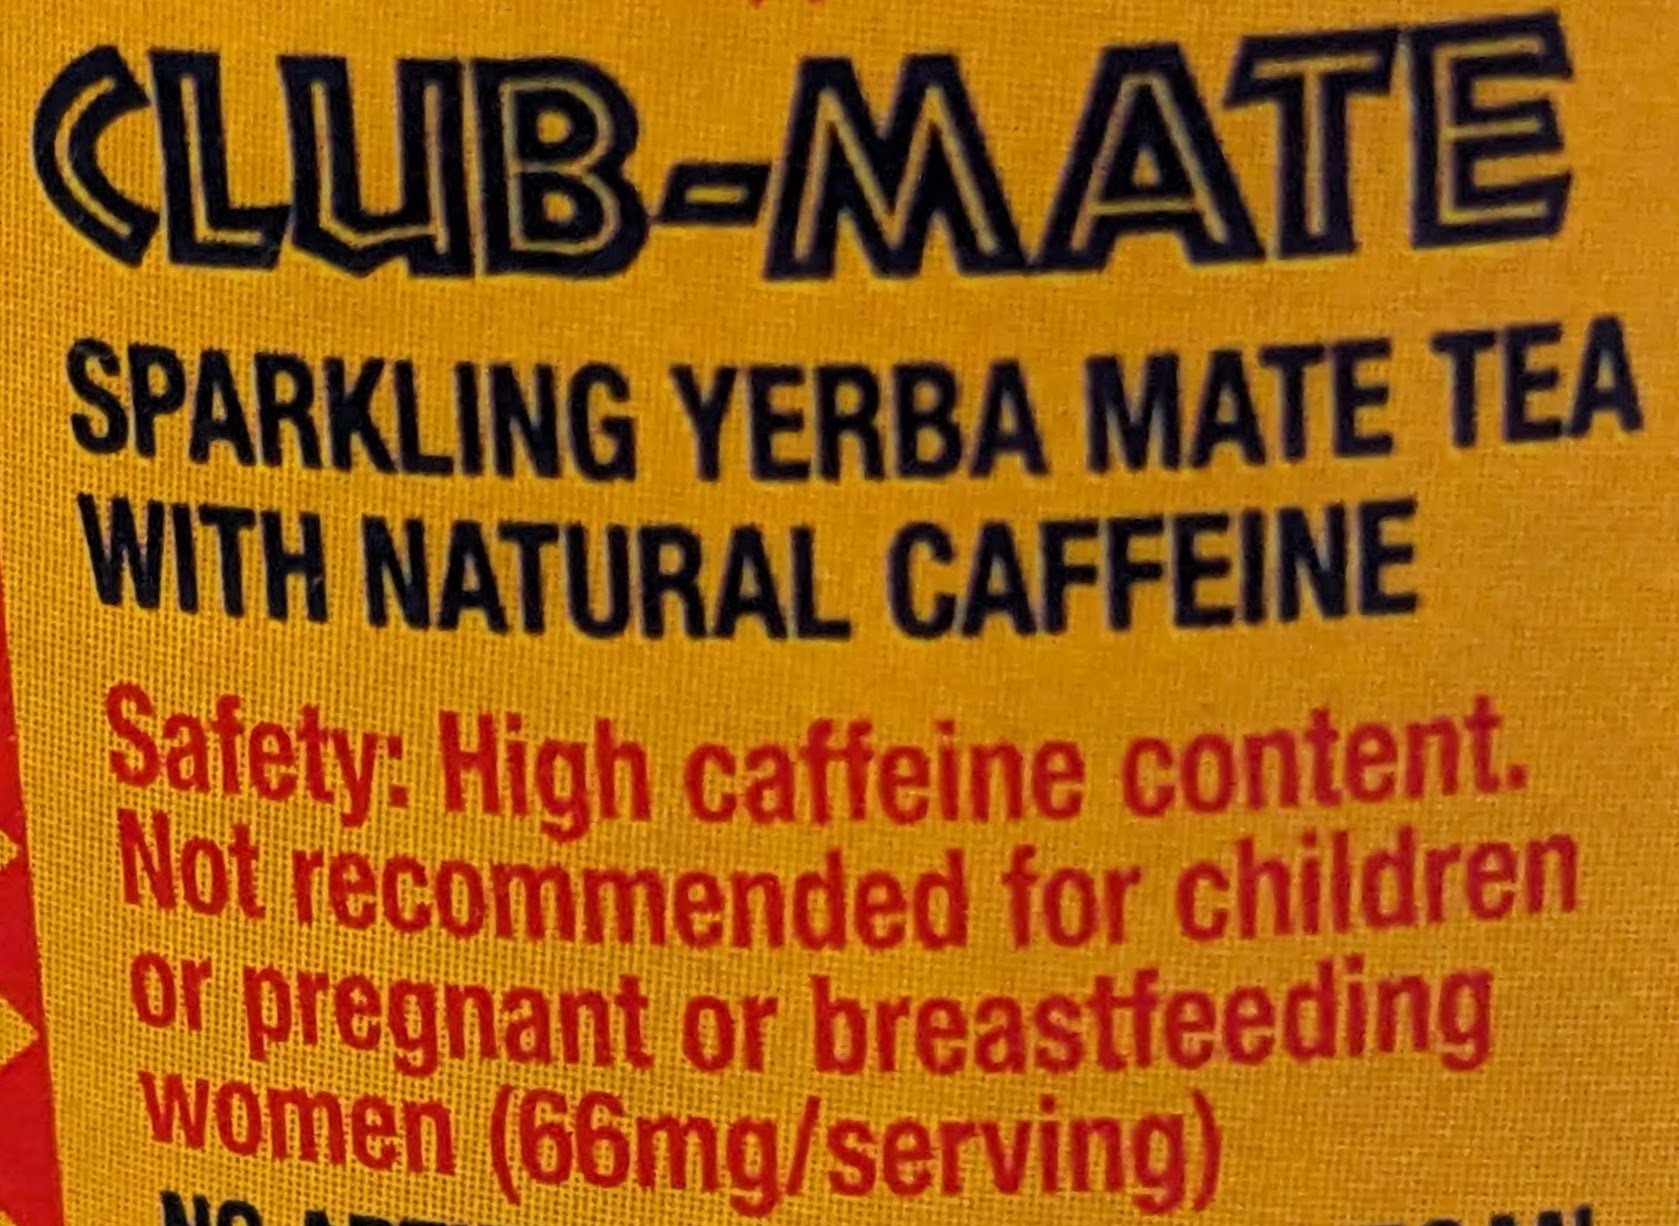 CLUB-MATE
SPARKLING YERBA MATE TEA
WITH NATURAL CAFFEINE
Safety: High caffeine content.
Not recommended for children
or pregnant or breastfeeding
women (66mg/serving)
NO